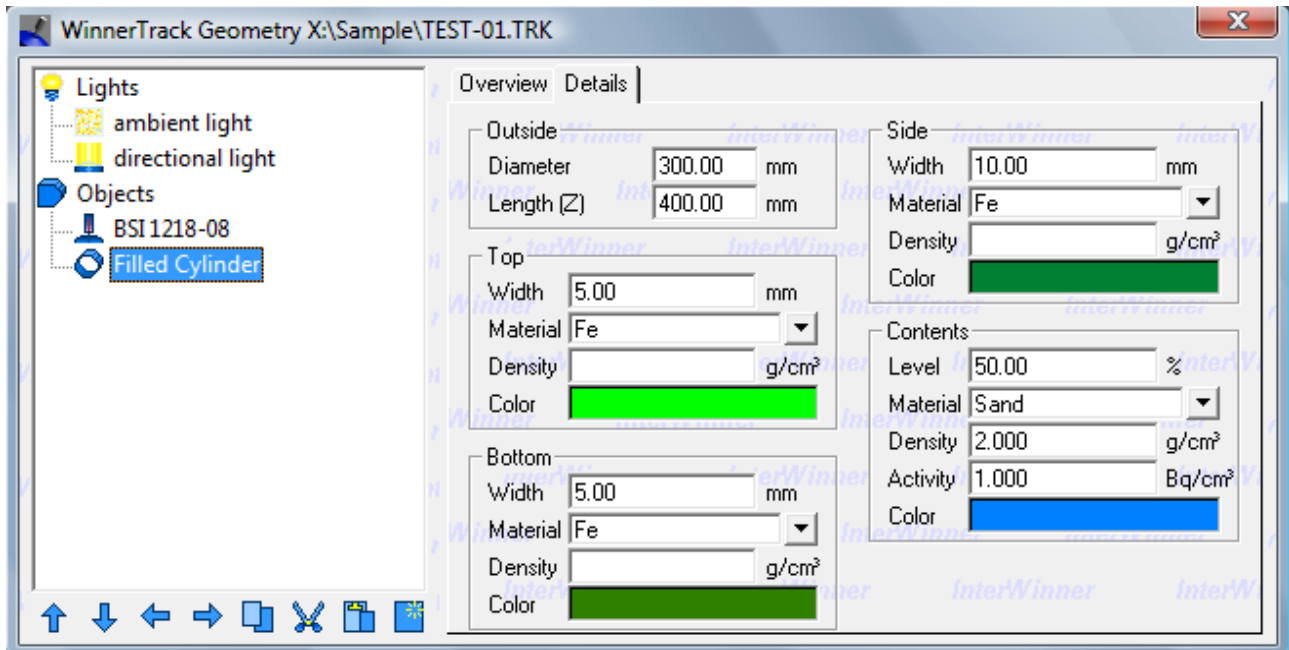 WinnerTrack Geometry X:\Sample\TEST-01.TRK
Lights
ambient light
directional light
Objects
BSI 1218-08
Filled Cylinder
Overview Details
Outside
Diameter 300.00 mm
Length (Z) 400.00 mm
Top
Width 5.00 mm
Material Fe
Density g/cm³
Color
Bottom
Width 5.00 mm
Material Fe
Density g/cm³
Color
Side
Width 10.00 mm
Material Fe
Density g/cm³
Color
Contents
Level 50.00 %
Material Sand
Density 2.000 g/cm³
Activity 1.000 Bq/cm³
Color
InterWinner